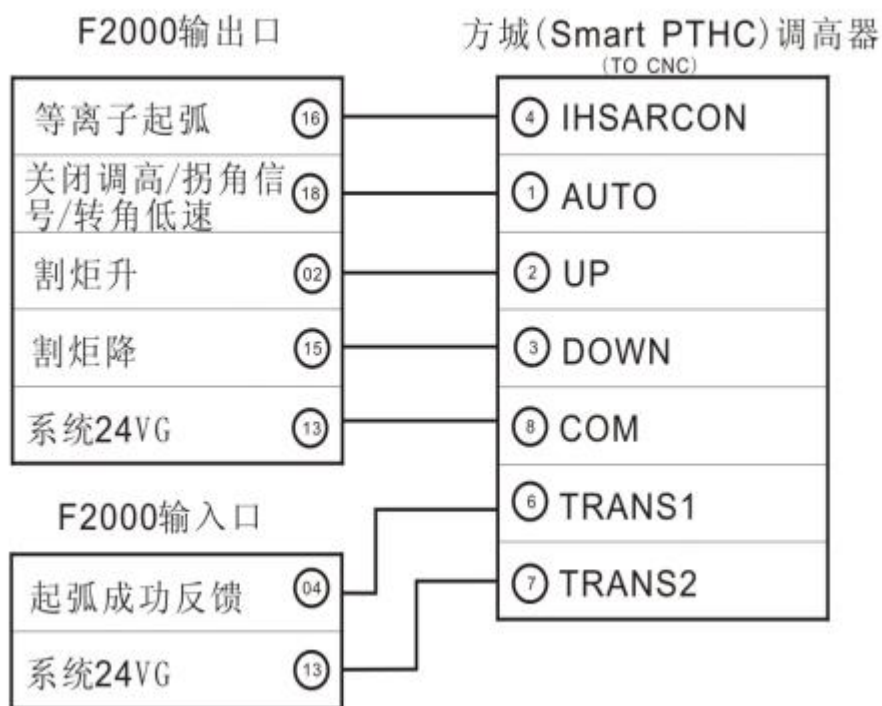 F2000输出口
等离子起弧 16
关闭调高/拐角信
号/转角低速 18
割炬升 02
割炬降 15
系统24VG 13
F2000输入口
起弧成功反馈 04
系统24VG 13
方城(Smart PTHC)调高器
(TO CNC)
4 IHSARCON
1 AUTO
2 UP
3 DOWN
8 COM
6 TRANS1
7 TRANS2